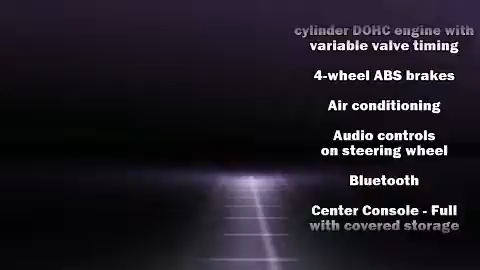 cylinder DOHC engine with
variable valve timing
4-wheel ABS brakes
Air conditioning
Audio controls
on steering wheel
Bluetooth
Center Console - Full
with covered storage